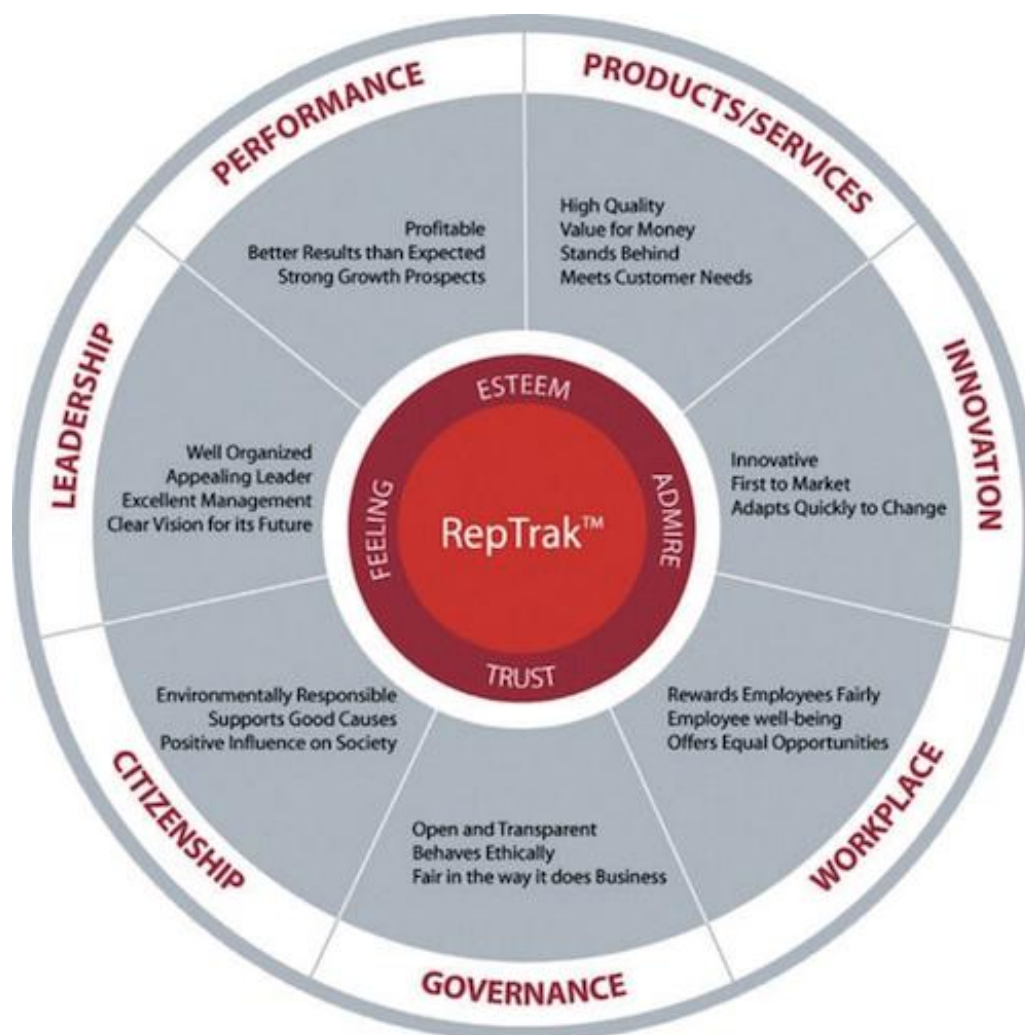 PERFORMANCE
Profitable
Better Results than Expected
Strong Growth Prospects
PRODUCTS/SERVICES
High Quality
Value for Money
Stands Behind
Meets Customer Needs
INNOVATION
Innovative
First to Market
Adapts Quickly to Change
WORKPLACE
Rewards Employees Fairly
Employee well-being
Offers Equal Opportunities
GOVERNANCE
Open and Transparent
Behaves Ethically
Fair in the way it does Business
CITIZENSHIP
Environmentally Responsible
Supports Good Causes
Positive Influence on Society
LEADERSHIP
Well Organized
Appealing Leader
Excellent Management
Clear Vision for its Future
ESTEEM
ADMIRE
TRUST
FEELING
RepTrak™